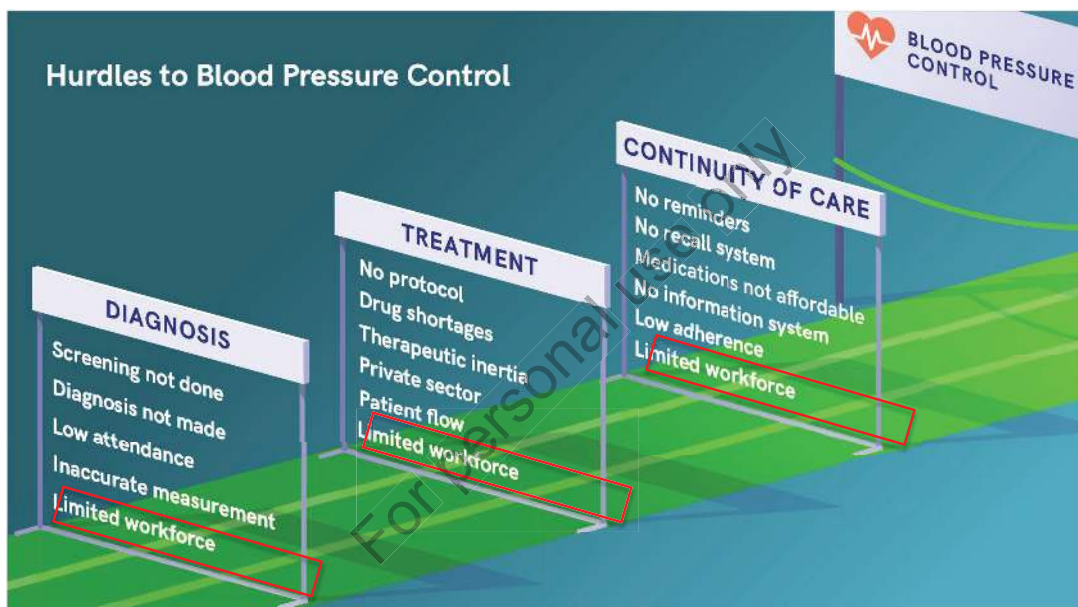 Hurdles to Blood Pressure Control
DIAGNOSIS
Screening not done
Diagnosis not made
Low attendance
Inaccurate measurement
Limited workforce
TREATMENT
No protocol
Drug shortages
Therapeutic inertia
Private sector
Patient flow
Limited workforce
CONTINUITY OF CARE
No reminders
No recall system
Medications not affordable
No information system
Low adherence
Limited workforce
BLOOD PRESSURE
CONTROL
For personal use only